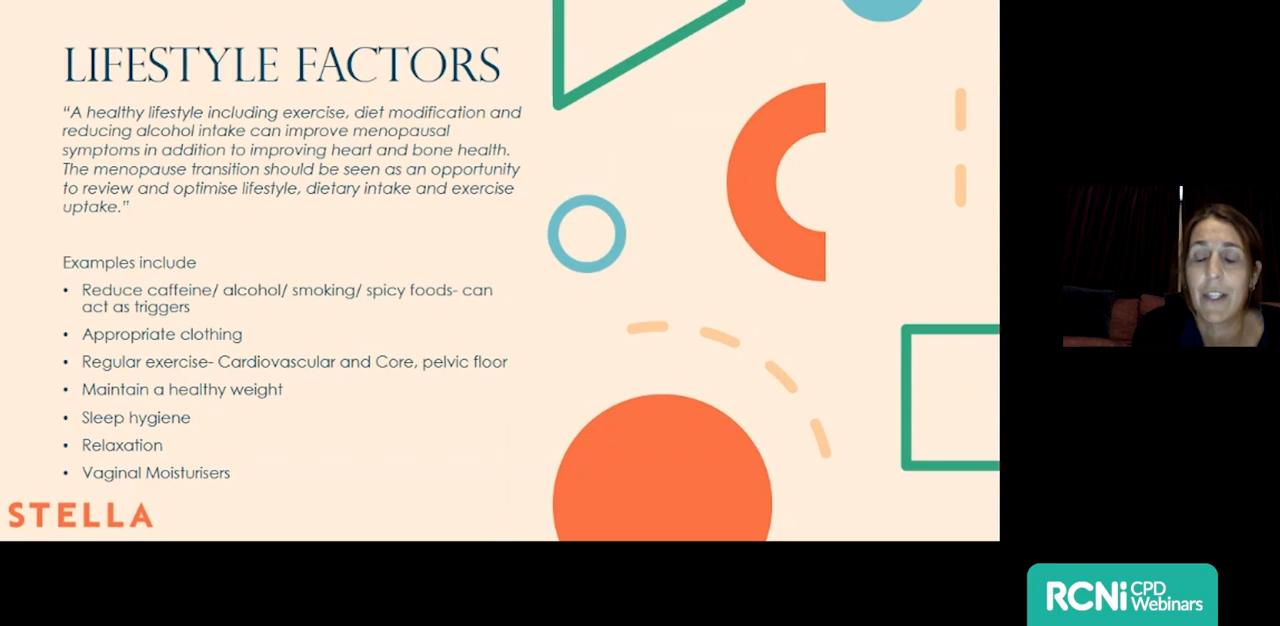 LIFESTYLE FACTORS
“A healthy lifestyle including exercise, diet modification and
reducing alcohol intake can improve menopausal
symptoms in addition to improving heart and bone health.
The menopause transition should be seen as an opportunity
to review and optimise lifestyle, dietary intake and exercise
uptake.”
Examples include
• Reduce caffeine/ alcohol/ smoking/ spicy foods- can
act as triggers
• Appropriate clothing
• Regular exercise- Cardiovascular and Core, pelvic floor
• Maintain a healthy weight
• Sleep hygiene
• Relaxation
• Vaginal Moisturisers
STELLA
RCNi CPD
Webinars